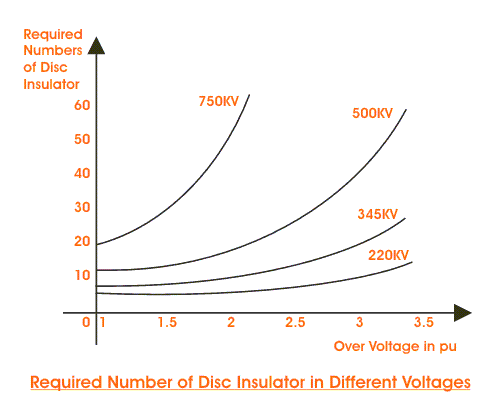 Required
Numbers
of Disc
Insulator
750KV
60
500KV
50
40
30
345KV
20
220KV
10
0 1 1.5 2 2.5 3 3.5
Over Voltage in pu
Required Number of Disc Insulator in Different Voltages